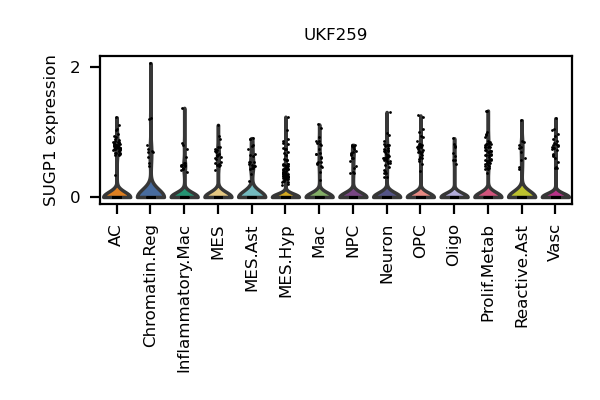 UKF259
SUGP1 expression
2
0
AC
Chromatin.Reg
Inflammatory.Mac
MES
MES.Ast
MES.Hyp
Mac
NPC
Neuron
OPC
Oligo
Prolif.Metab
Reactive.Ast
Vasc